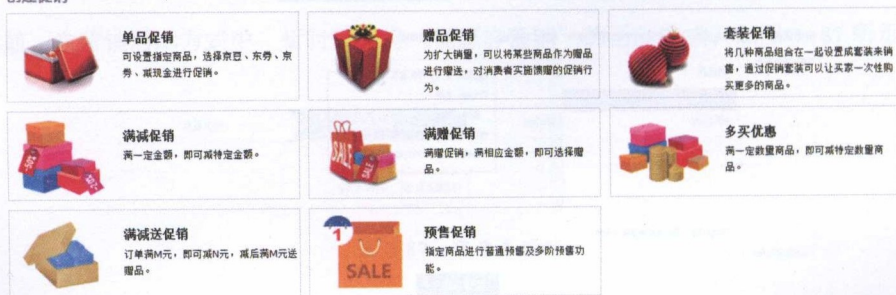 单品促销
可设置指定商品，选择京豆、东券、京
券、减现金进行促销。
赠品促销
为扩大销量，可以将某些商品作为赠品
进行赠送，对消费者实施馈赠的促销行
为。
套装促销
将几种商品组合在一起设置成套装来销
售，通过促销套装可以让买家一次性购
买更多的商品。
满减促销
满一定金额，即可减特定金额。
满赠促销
满赠促销，满相应金额，即可选择赠
品。
多买优惠
满一定数量商品，即可减特定数量商
品。
满减送促销
订单满M元，即可减N元，减后满M元送
赠品。
预售促销
指定商品进行普通预售及多阶预售功
能。
SALE
SALE
1
SALE